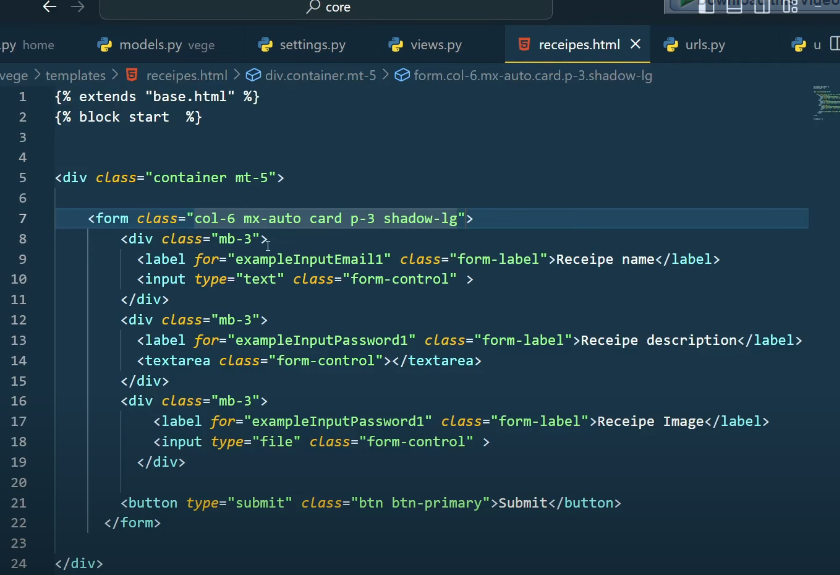 core
.py home models.py vege settings.py views.py receipes.html urls.py u
vege > templates > receipes.html > div.container.mt-5 > form.col-6.mx-auto.card.p-3.shadow-lg
1 {% extends "base.html" %}
2 {% block start  %}
3
4
5 <div class="container mt-5">
6
7 <form class="col-6 mx-auto card p-3 shadow-lg">
8 <div class="mb-3">
9 <label for="exampleInputEmail1" class="form-label">Receipe name</label>
10 <input type="text" class="form-control" >
11 </div>
12 <div class="mb-3">
13 <label for="exampleInputPassword1" class="form-label">Receipe description</label>
14 <textarea class="form-control"></textarea>
15 </div>
16 <div class="mb-3">
17 <label for="exampleInputPassword1" class="form-label">Receipe Image</label>
18 <input type="file" class="form-control" >
19 </div>
20
21 <button type="submit" class="btn btn-primary">Submit</button>
22 </form>
23
24 </div>